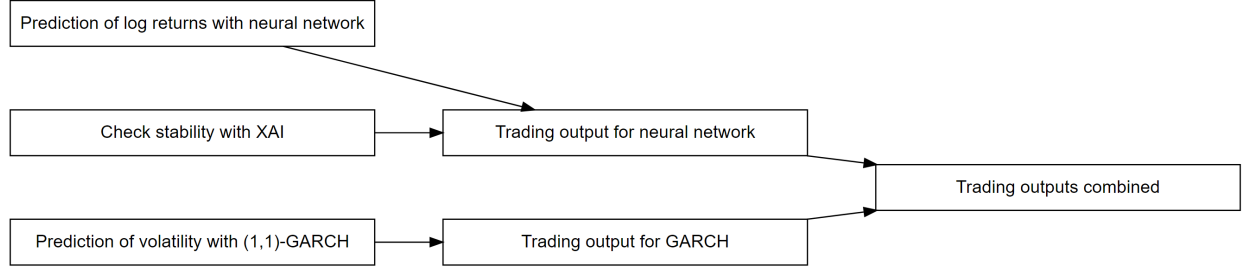 Prediction of log returns with neural network
Check stability with XAI
Trading output for neural network
Trading outputs combined
Prediction of volatility with (1,1)-GARCH
Trading output for GARCH